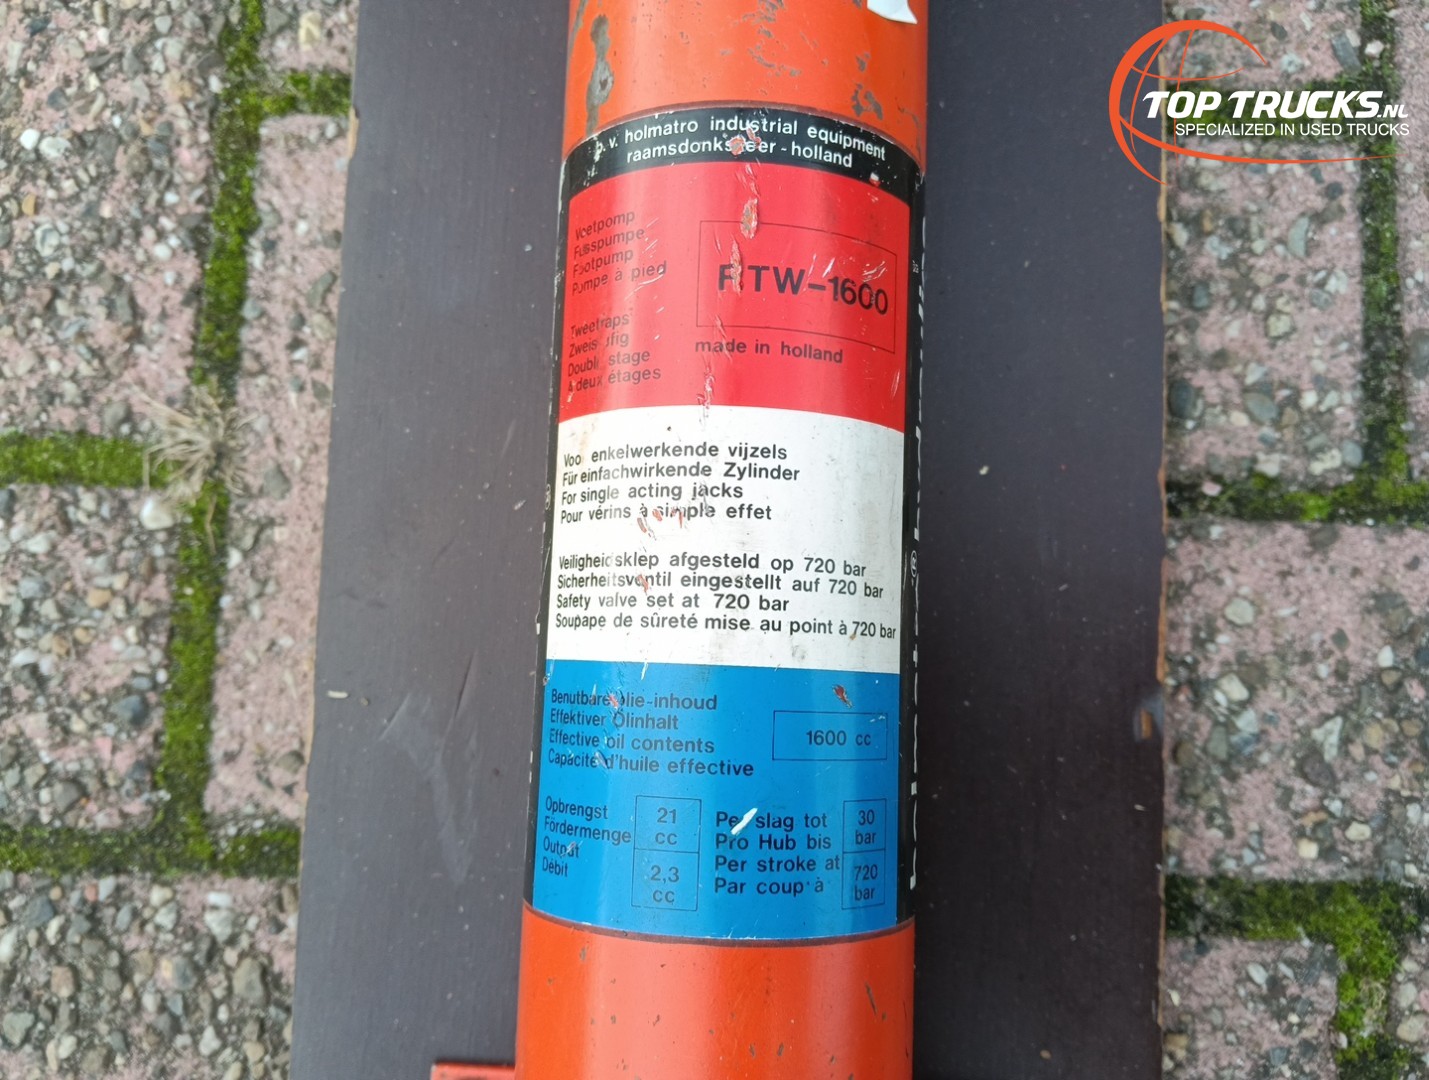 TOP TRUCKS.NL
SPECIALIZED IN USED TRUCKS
b.v. holmatro industrial equipment
raamsdonksveer - holland
Voetpomp
Fusspumpe
Footpump
Pompe à pied
TW-1600
Tweetraps
Zweistufig
Double stage
à deux étages
made in holland
Voor enkelwerkende vijzels
Für einfachwirkende Zylinder
For single acting jacks
Pour vérins à simple effet
Veiligheidsklep afgesteld op 720 bar
Sicherheitsventil eingestellt auf 720 bar
Safety valve set at 720 bar
Soupape de sûreté mise au point à 720 bar
Benutbare olie-inhoud
Effektiver Ölinhalt
Effective oil contents
Capacité d'huile effective
1600 cc
Opbrengst
Fördermenge
Output
Débit
21
cc
2,3
cc
Per slag tot
Pro Hub bis
Per stroke at
Par coup à
30
bar
720
bar
holmatro®